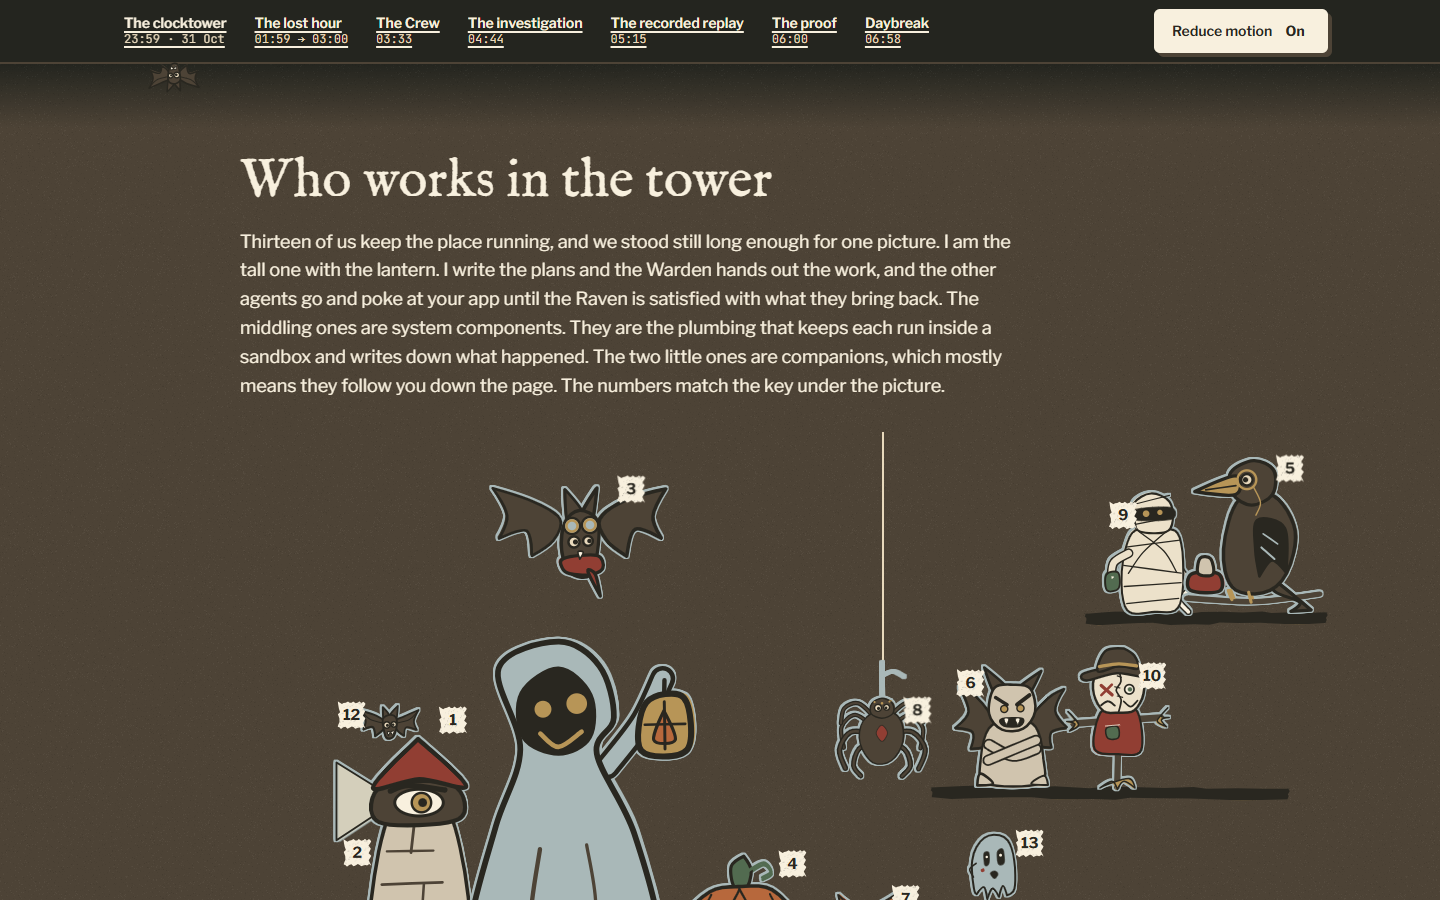 The clocktower
23:59 · 31 Oct
The lost hour
01:59 → 03:00
The Crew
03:33
The investigation
04:44
The recorded replay
05:15
The proof
06:00
Daybreak
06:58
Reduce motion On
Who works in the tower
Thirteen of us keep the place running, and we stood still long enough for one picture. I am the
tall one with the lantern. I write the plans and the Warden hands out the work, and the other
agents go and poke at your app until the Raven is satisfied with what they bring back. The
middling ones are system components. They are the plumbing that keeps each run inside a
sandbox and writes down what happened. The two little ones are companions, which mostly
means they follow you down the page. The numbers match the key under the picture.
5
3
9
10
6
8
12
1
13
2
4
7